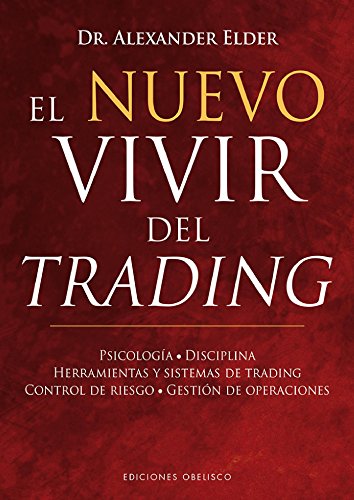 DR. ALEXANDER ELDER
EL NUEVO
VIVIR
DEL
TRADING
PSICOLOGÍA • DISCIPLINA
HERRAMIENTAS Y SISTEMAS DE TRADING
CONTROL DE RIESGO • GESTIÓN DE OPERACIONES
EDICIONES OBELISCO